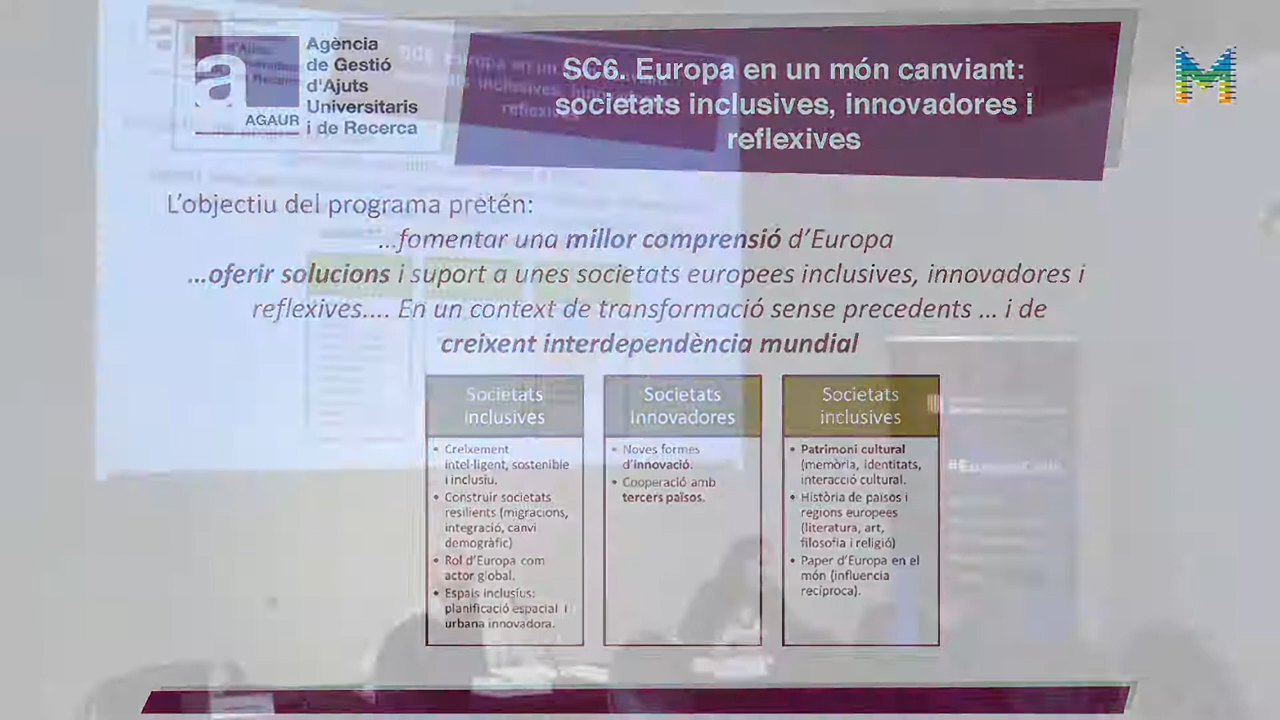 Agència
de Gestió
d'Ajuts
Universitaris
i de Recerca
a
AGAUR
SC6. Europa en un món canviant:
societats inclusives, innovadores i
reflexives
M
L'objectiu del programa pretén:
...fomentar una millor comprensió d'Europa
...oferir solucions i suport a unes societats europees inclusives, innovadores i
reflexives.... En un context de transformació sense precedents ... i de
creixent interdependència mundial
Societats
inclusives
• Creixement
intel·ligent, sostenible
i inclusiu.
• Construir societats
resilients (migracions,
integració, canvi
demogràfic)
• Rol d'Europa com
actor global.
• Espais inclusius:
planificació espacial i
urbana innovadora.
Societats
Innovadores
• Noves formes
d'innovació.
• Cooperació amb
tercers països.
Societats
inclusives
• Patrimoni cultural
(memòria, identitats,
interacció cultural.
• Història de països i
regions europees
(literatura, art,
filosofia i religió)
• Paper d'Europa en el
món (influencia
recíproca).